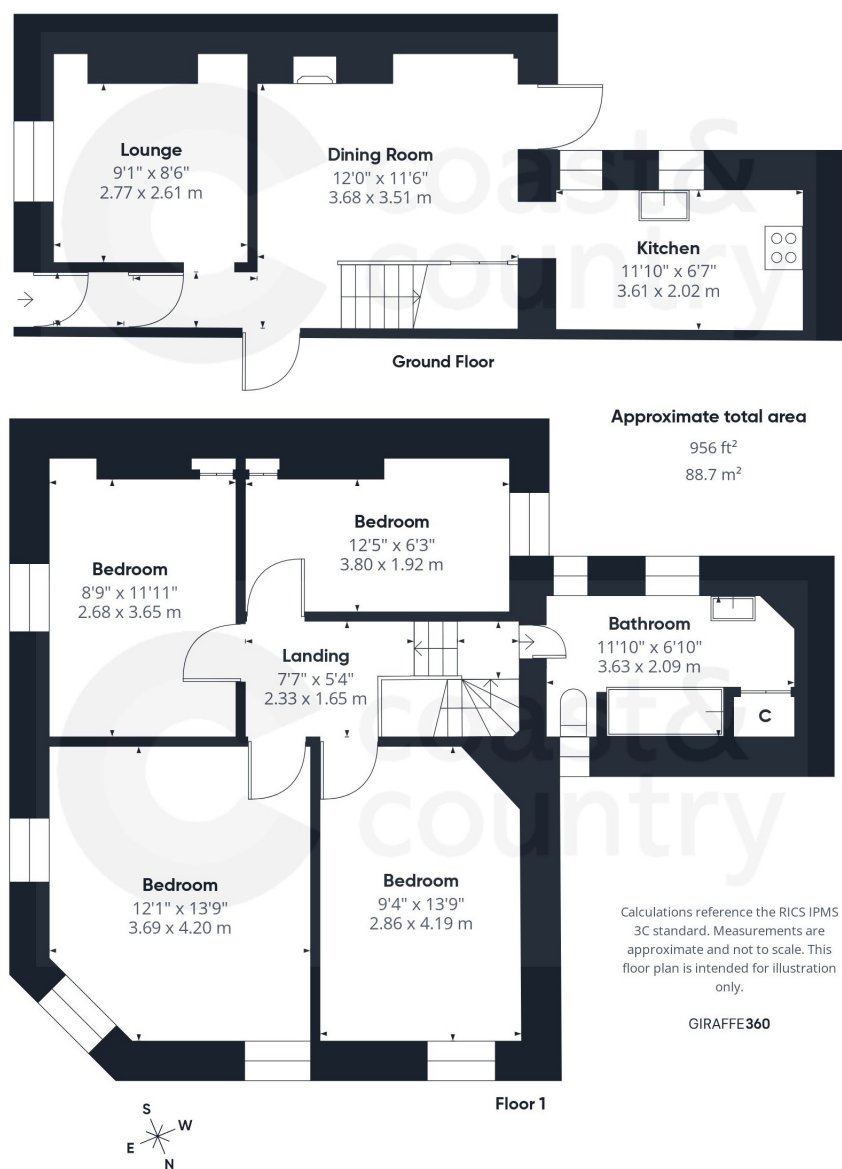 Lounge
9'1" x 8'6"
2.77 x 2.61 m
Dining Room
12'0" x 11'6"
3.68 x 3.51 m
Kitchen
11'10" x 6'7"
3.61 x 2.02 m
Ground Floor
coast &
country
Approximate total area
956 ft²
88.7 m²
Bedroom
8'9" x 11'11"
2.68 x 3.65 m
Bedroom
12'5" x 6'3"
3.80 x 1.92 m
Landing
7'7" x 5'4"
2.33 x 1.65 m
Bathroom
11'10" x 6'10"
3.63 x 2.09 m
C
Bedroom
12'1" x 13'9"
3.69 x 4.20 m
Bedroom
9'4" x 13'9"
2.86 x 4.19 m
coast &
country
Calculations reference the RICS IPMS
3C standard. Measurements are
approximate and not to scale. This
floor plan is intended for illustration
only.
GIRAFFE360
Floor 1
S
W
E
N